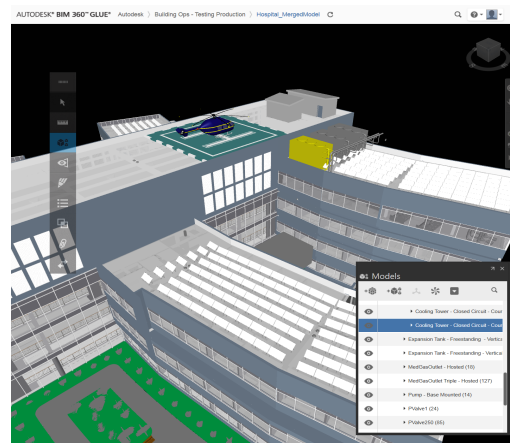 AUTODESK® BIM 360™ GLUE® Autodesk 〉 Building Ops - Testing Production 〉 Hospital_MergedModel
Models
Cooling Tower - Closed Circuit - Cour
Cooling Tower - Closed Circuit - Cour
Expansion Tank - Freestanding - Vertica
Expansion Tank - Freestanding - Vertica
MedGasOutlet - Hosted (10)
MedGasOutlet Triple - Hosted (127)
Pump - Base Mounted (14)
PValve1 (24)
PValve250 (85)